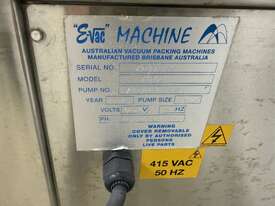 "E-Vac" MACHINE
AUSTRALIAN VACUUM PACKING MACHINES
MANUFACTURED BRISBANE AUSTRALIA
SERIAL NO.
MODEL
PUMP NO.
YEAR PUMP SIZE
VOLTS V HZ
PH.
WARNING
COVER REMOVABLE
ONLY BY AUTHORISED
PERSONS
LIVE PARTS
415 VAC
50 HZ